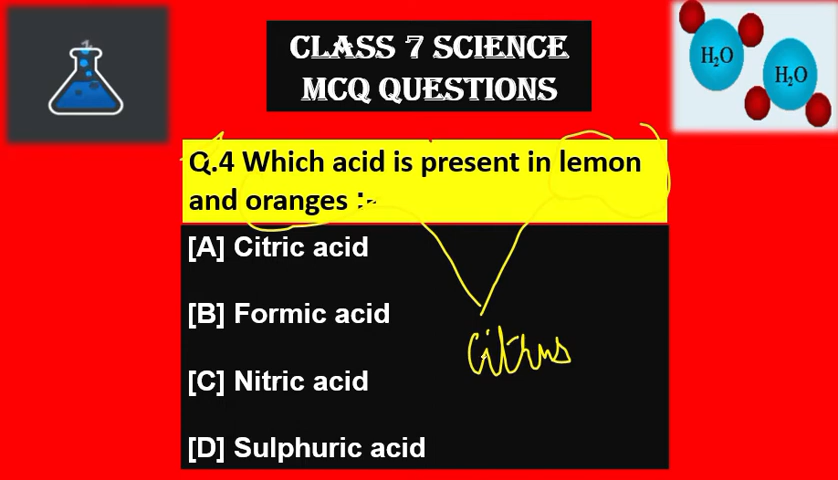 CLASS 7 SCIENCE
MCQ QUESTIONS
H₂O
H₂O
Q.4 Which acid is present in lemon
and oranges :-
[A] Citric acid
[B] Formic acid
citrus
[C] Nitric acid
[D] Sulphuric acid